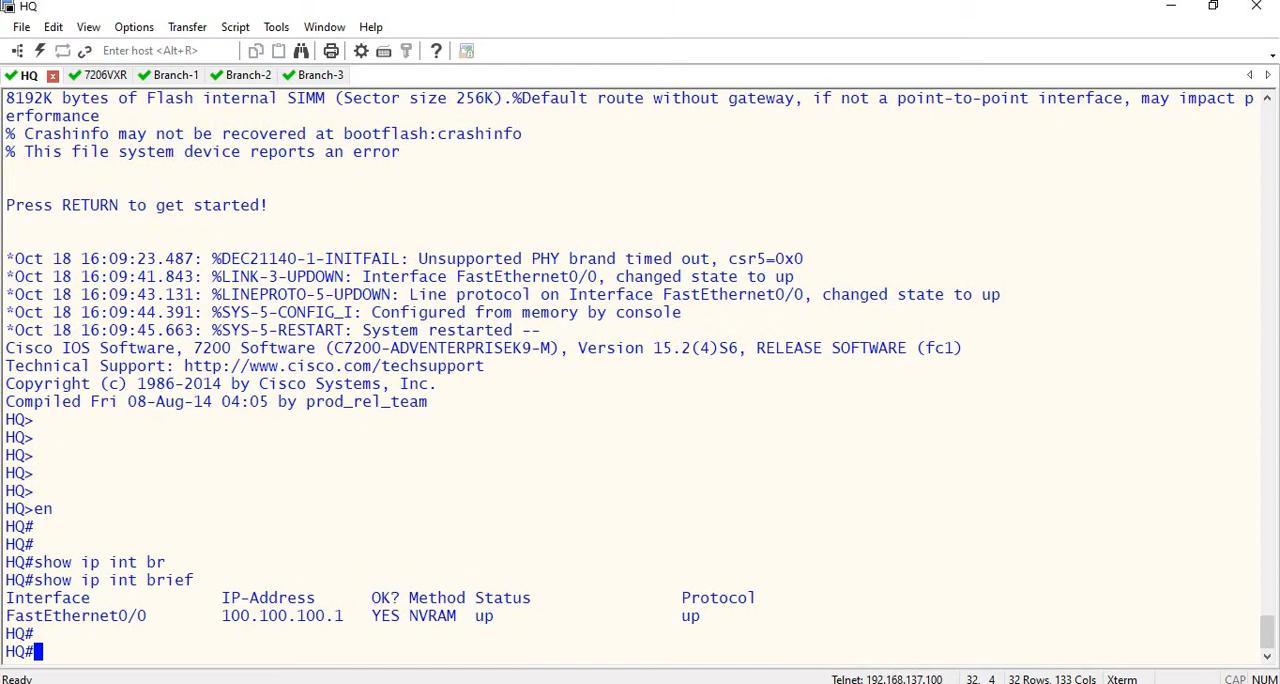 HQ
File Edit View Options Transfer Script Tools Window Help
Enter host <Alt+R>
HQ 7206VXR Branch-1 Branch-2 Branch-3
8192K bytes of Flash internal SIMM (Sector size 256K).%Default route without gateway, if not a point-to-point interface, may impact p
erformance
% Crashinfo may not be recovered at bootflash:crashinfo
% This file system device reports an error
Press RETURN to get started!
*Oct 18 16:09:23.487: %DEC21140-1-INITFAIL: Unsupported PHY brand timed out, csr5=0x0
*Oct 18 16:09:41.843: %LINK-3-UPDOWN: Interface FastEthernet0/0, changed state to up
*Oct 18 16:09:43.131: %LINEPROTO-5-UPDOWN: Line protocol on Interface FastEthernet0/0, changed state to up
*Oct 18 16:09:44.391: %SYS-5-CONFIG_I: Configured from memory by console
*Oct 18 16:09:45.663: %SYS-5-RESTART: System restarted --
Cisco IOS Software, 7200 Software (C7200-ADVENTERPRISEK9-M), Version 15.2(4)S6, RELEASE SOFTWARE (fc1)
Technical Support: http://www.cisco.com/techsupport
Copyright (c) 1986-2014 by Cisco Systems, Inc.
Compiled Fri 08-Aug-14 04:05 by prod_rel_team
HQ>
HQ>
HQ>
HQ>
HQ>
HQ>en
HQ#
HQ#
HQ#show ip int br
HQ#show ip int brief
Interface IP-Address OK? Method Status Protocol
FastEthernet0/0 100.100.100.1 YES NVRAM up up
HQ#
HQ#
Ready Telnet: 192.168.137.100 32, 4 32 Rows, 133 Cols Xterm CAP NUM